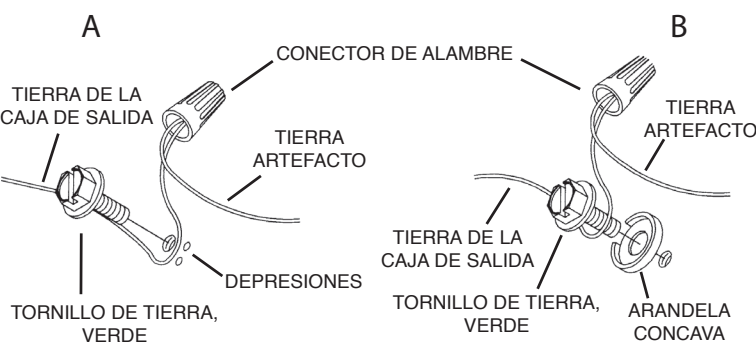 A
B
CONECTOR DE ALAMBRE
TIERRA DE LA
CAJA DE SALIDA
TIERRA
ARTEFACTO
TIERRA
ARTEFACTO
TIERRA DE LA
CAJA DE SALIDA
DEPRESIONES
TORNILLO DE TIERRA,
VERDE
TORNILLO DE TIERRA,
VERDE
ARANDELA
CONCAVA